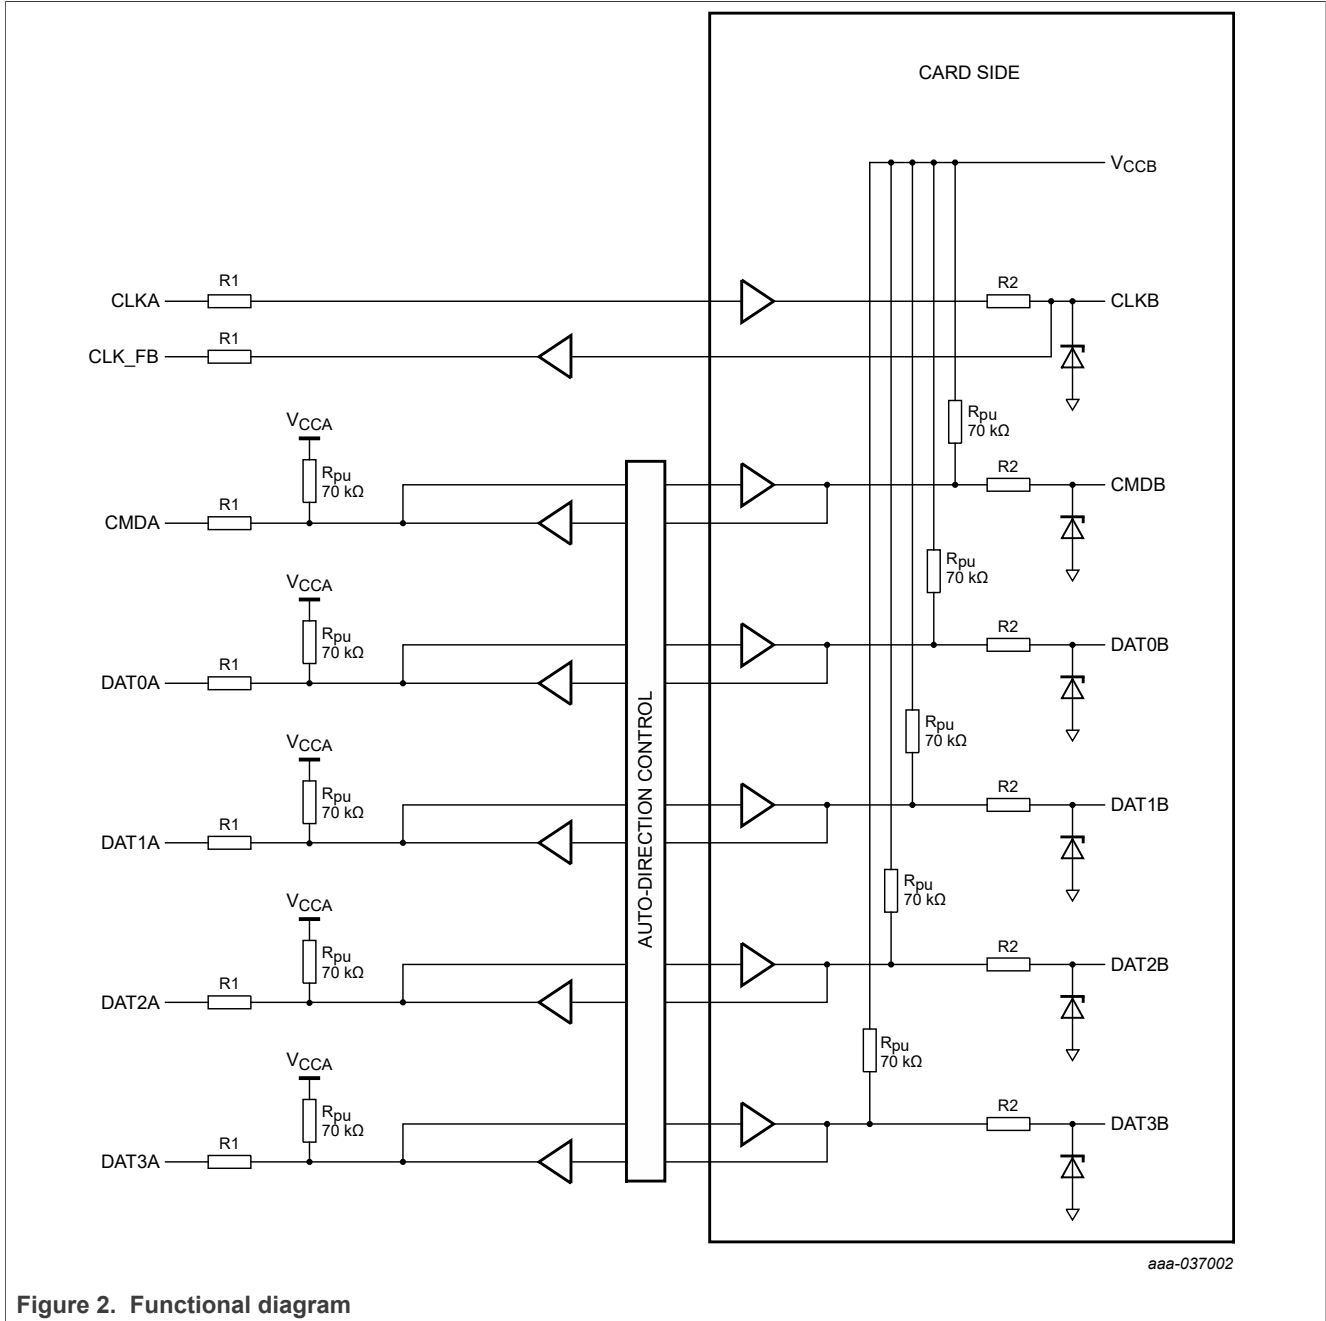 CARD SIDE
VCCB
R1
R2
CLKA
CLKB
R1
CLK_FB
VCCA
Rpu
70 kΩ
Rpu
70 kΩ
R1
R2
CMDA
CMDB
VCCA
Rpu
70 kΩ
Rpu
70 kΩ
R1
R2
DAT0A
DAT0B
VCCA
Rpu
70 kΩ
Rpu
70 kΩ
R1
R2
DAT1A
DAT1B
AUTO-DIRECTION CONTROL
VCCA
Rpu
70 kΩ
Rpu
70 kΩ
R1
R2
DAT2A
DAT2B
VCCA
Rpu
70 kΩ
Rpu
70 kΩ
R1
R2
DAT3A
DAT3B
aaa-037002
Figure 2. Functional diagram